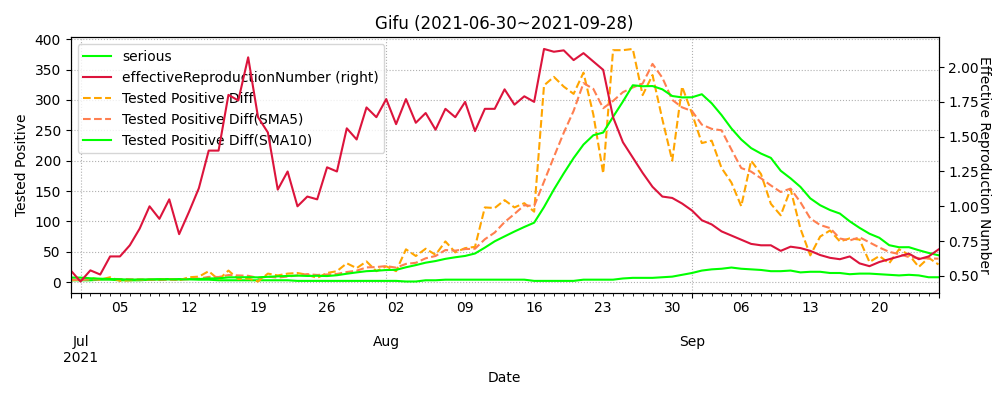 Gifu (2021-06-30~2021-09-28)
serious
effectiveReproductionNumber (right)
Tested Positive Diff
Tested Positive Diff(SMA5)
Tested Positive Diff(SMA10)
Tested Positive
400
350
300
250
200
150
100
50
0
2.00
1.75
1.50
1.25
1.00
0.75
0.50
Effective Reproduction Number
05 12 19 26 02 09 16 23 30 06 13 20
Jul Aug Sep
2021
Date